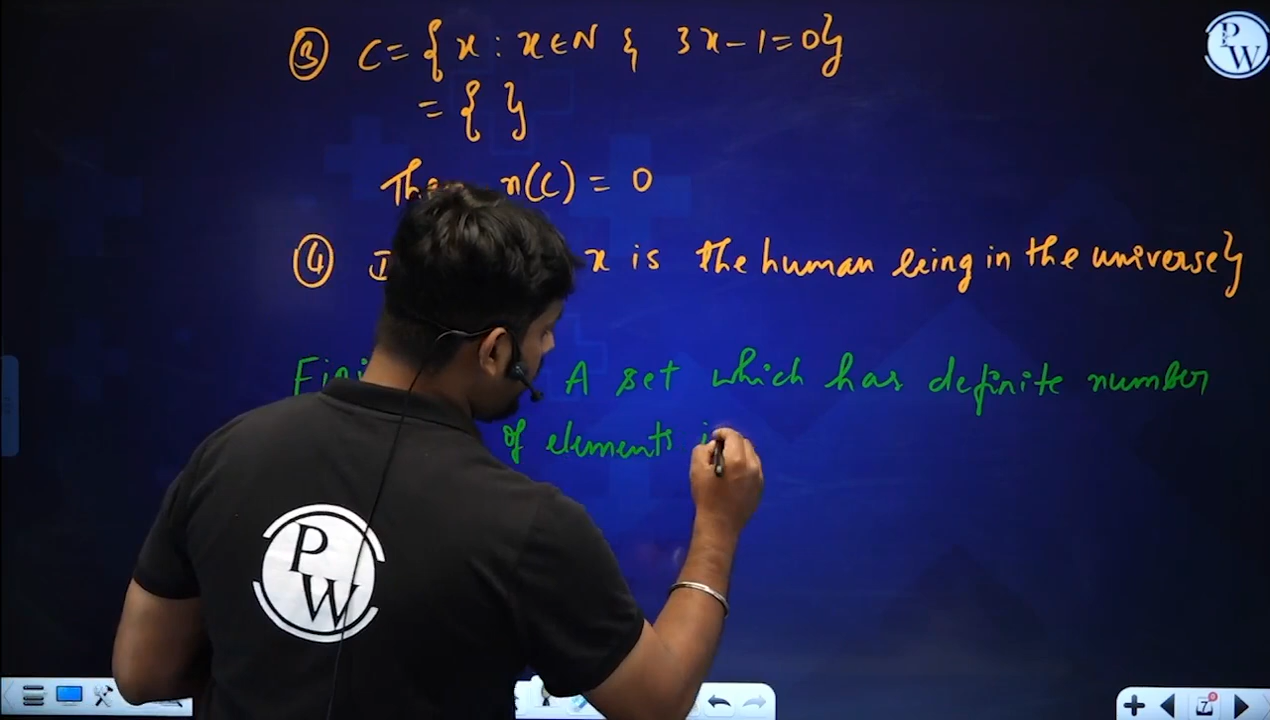 ③ C = { x : x ∈ N & 3x - 1 = 0}
= { }
n(C) = 0
④ x is the human being in the universe}
A set which has definite number
of elements
PW
PW
7